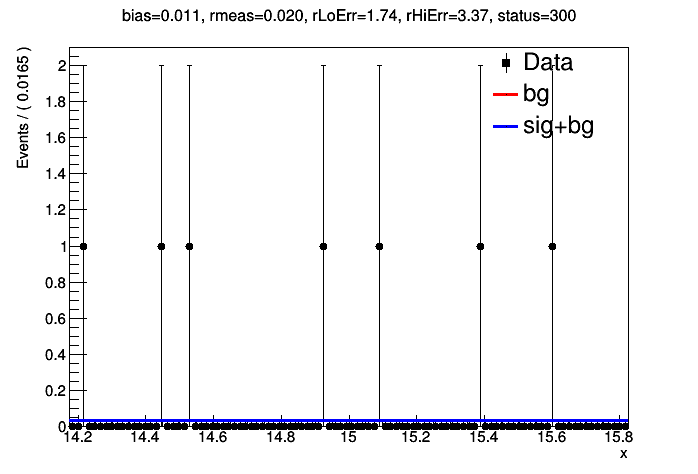 bias=0.011, rmeas=0.020, rLoErr=1.74, rHiErr=3.37, status=300
Events / ( 0.0165 )
2
1.8
1.6
1.4
1.2
1
0.8
0.6
0.4
0.2
0
Data
bg
sig+bg
14.2 14.4 14.6 14.8 15 15.2 15.4 15.6 15.8
x